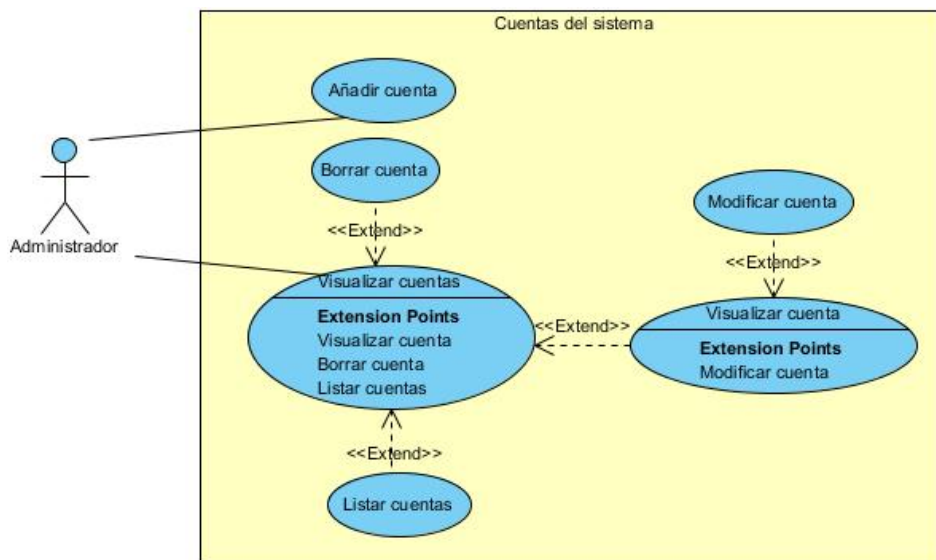 Cuentas del sistema
Añadir cuenta
Borrar cuenta
Modificar cuenta
<<Extend>>
Administrador
<<Extend>>
Visualizar cuentas
Extension Points
Visualizar cuenta
Borrar cuenta
Listar cuentas
<<Extend>>
Visualizar cuenta
Extension Points
Modificar cuenta
<<Extend>>
Listar cuentas